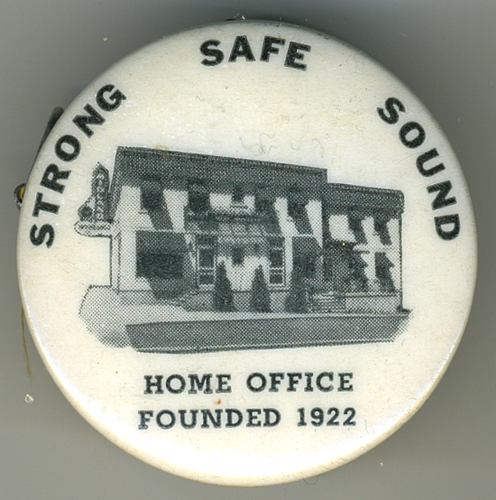 STRONG SAFE SOUND
HOME OFFICE
FOUNDED 1922